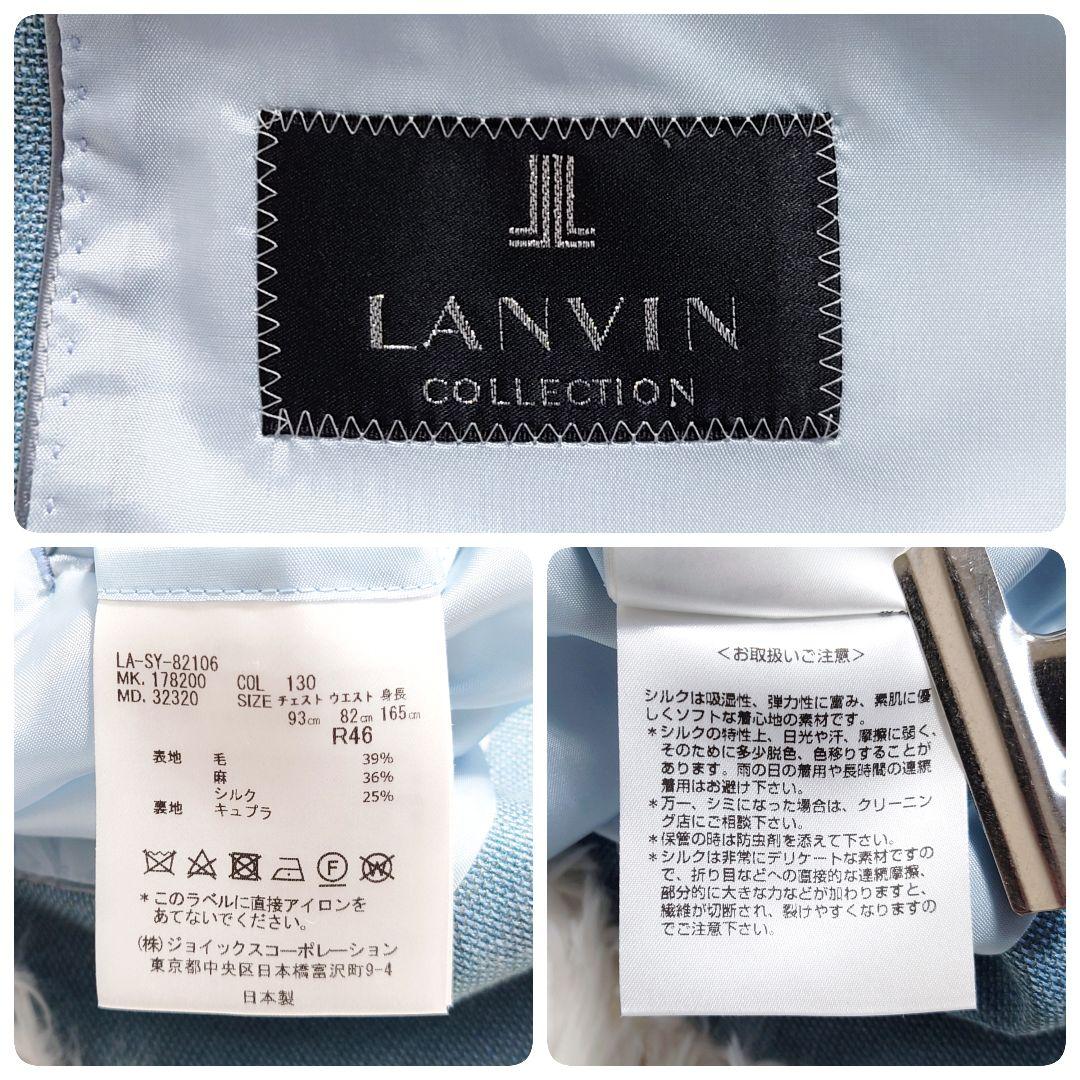 LANVIN
COLLECTION
LA-SY-82106
MK. 178200 COL 130
MD. 32320 SIZE チェスト ウエスト 身長
93cm 82cm 165cm
R46
表地 毛 39%
麻 36%
シルク 25%
裏地 キュプラ
F W
*このラベルに直接アイロンを
あてないでください。
(株)ジョイックスコーポレーション
東京都中央区日本橋富沢町9-4
日本製
<お取扱いご注意>
シルクは吸湿性、弾力性に富み、素肌に優
しくソフトな着心地の素材です。
*シルクの特性上、日光や汗、摩擦に弱く、
そのために多少脱色、色移りすることが
あります。雨の日の着用や長時間の連続
着用はお避け下さい。
*万一、シミになった場合は、クリーニン
グ店にご相談下さい。
*保管の時は防虫剤を添えて下さい。
*シルクは非常にデリケートな素材ですの
で、折り目などへの直接的な連続摩擦、
部分的に大きな力などが加わりますと、
繊維が切断され、裂けやすくなりますの
でご注意下さい。